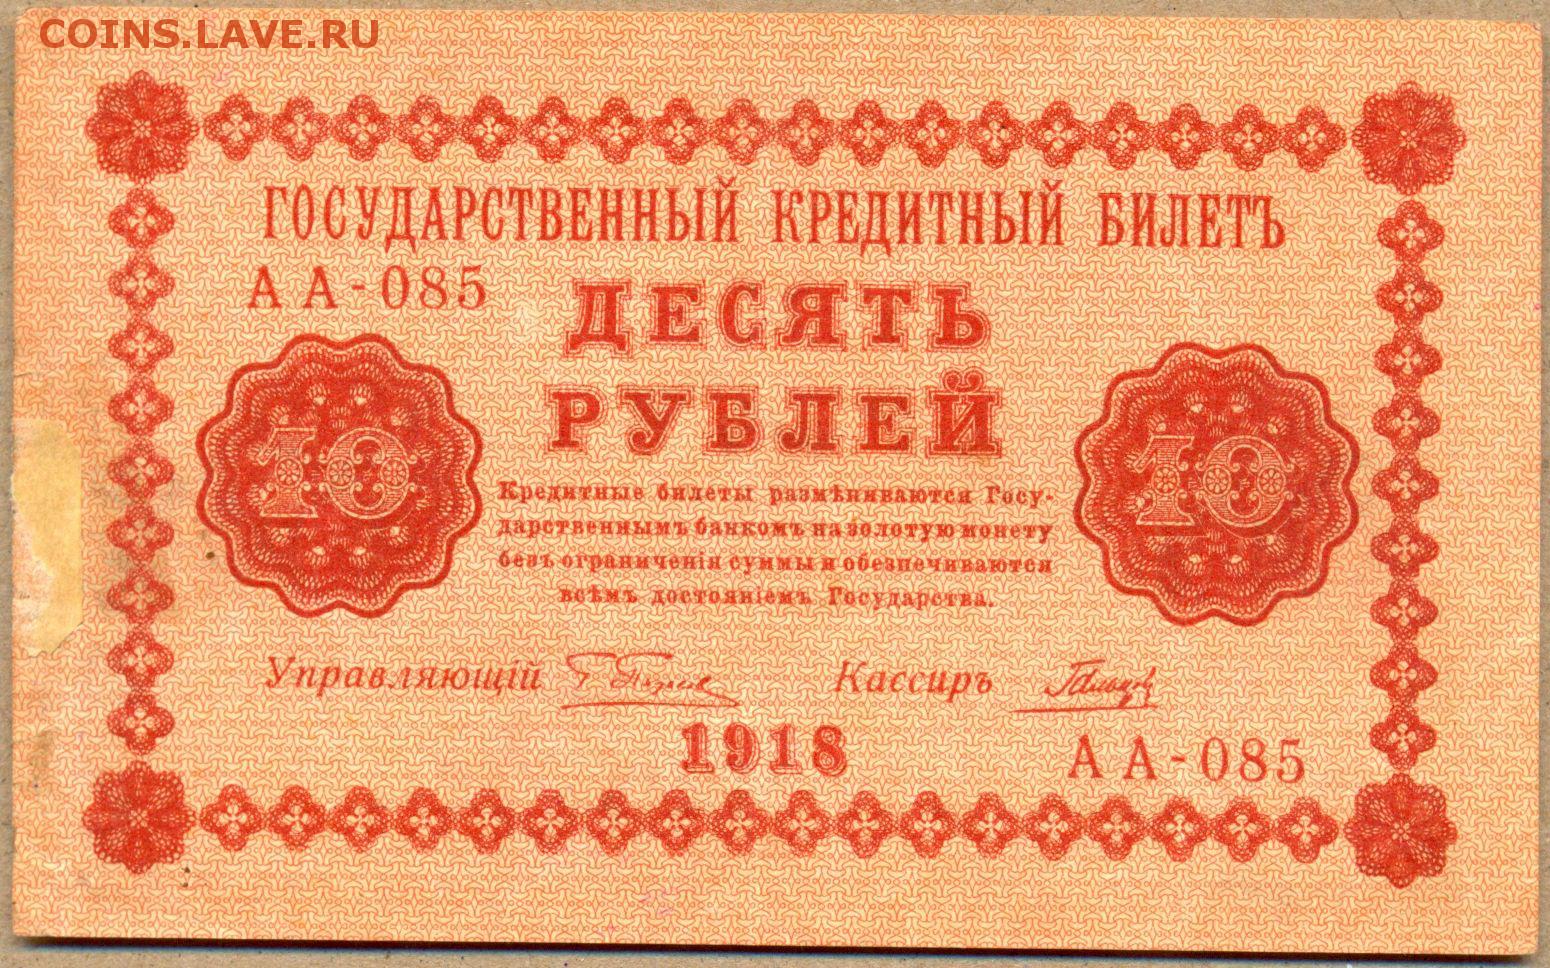 COINS.LAVE.RU
ГОСУДАРСТВЕННЫЙ КРЕДИТНЫЙ БИЛЕТЪ
АА-085
ДЕСЯТЬ
РУБЛЕЙ
10
10
Кредитные билеты размѣниваются Госу-
дарственнымъ банкомъ на золотую монету
безъ ограниченія суммы и обезпечиваются
всѣмъ достояніемъ Государства.
Управляющій
Кассиръ
1918
АА-085